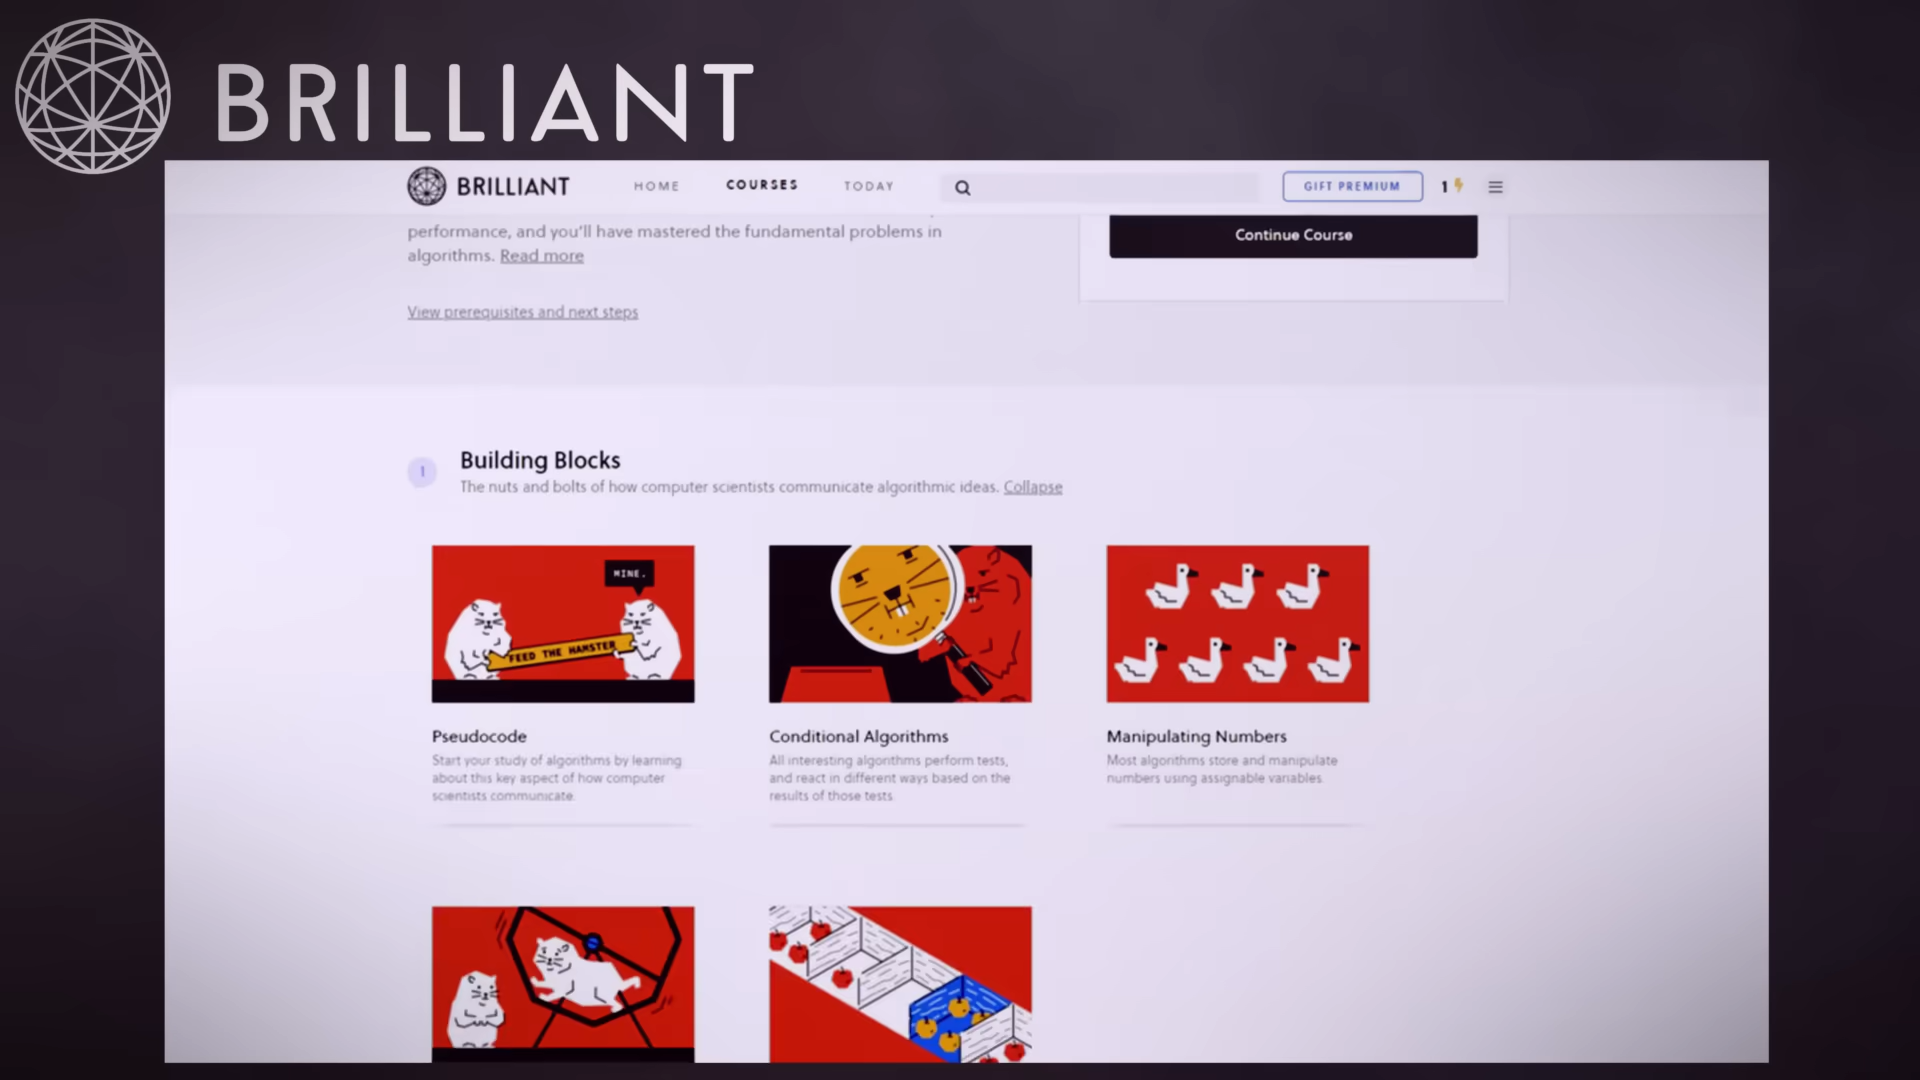 BRILLIANT
BRILLIANT
HOME
COURSES
TODAY
GIFT PREMIUM
1
performance, and you'll have mastered the fundamental problems in
algorithms. Read more
Continue Course
View prerequisites and next steps
1
Building Blocks
The nuts and bolts of how computer scientists communicate algorithmic ideas. Collapse
MINE.
FEED THE HAMSTER
Pseudocode
Start your study of algorithms by learning
about this key aspect of how computer
scientists communicate.
Conditional Algorithms
All interesting algorithms perform tests,
and react in different ways based on the
results of those tests.
Manipulating Numbers
Most algorithms store and manipulate
numbers using assignable variables.